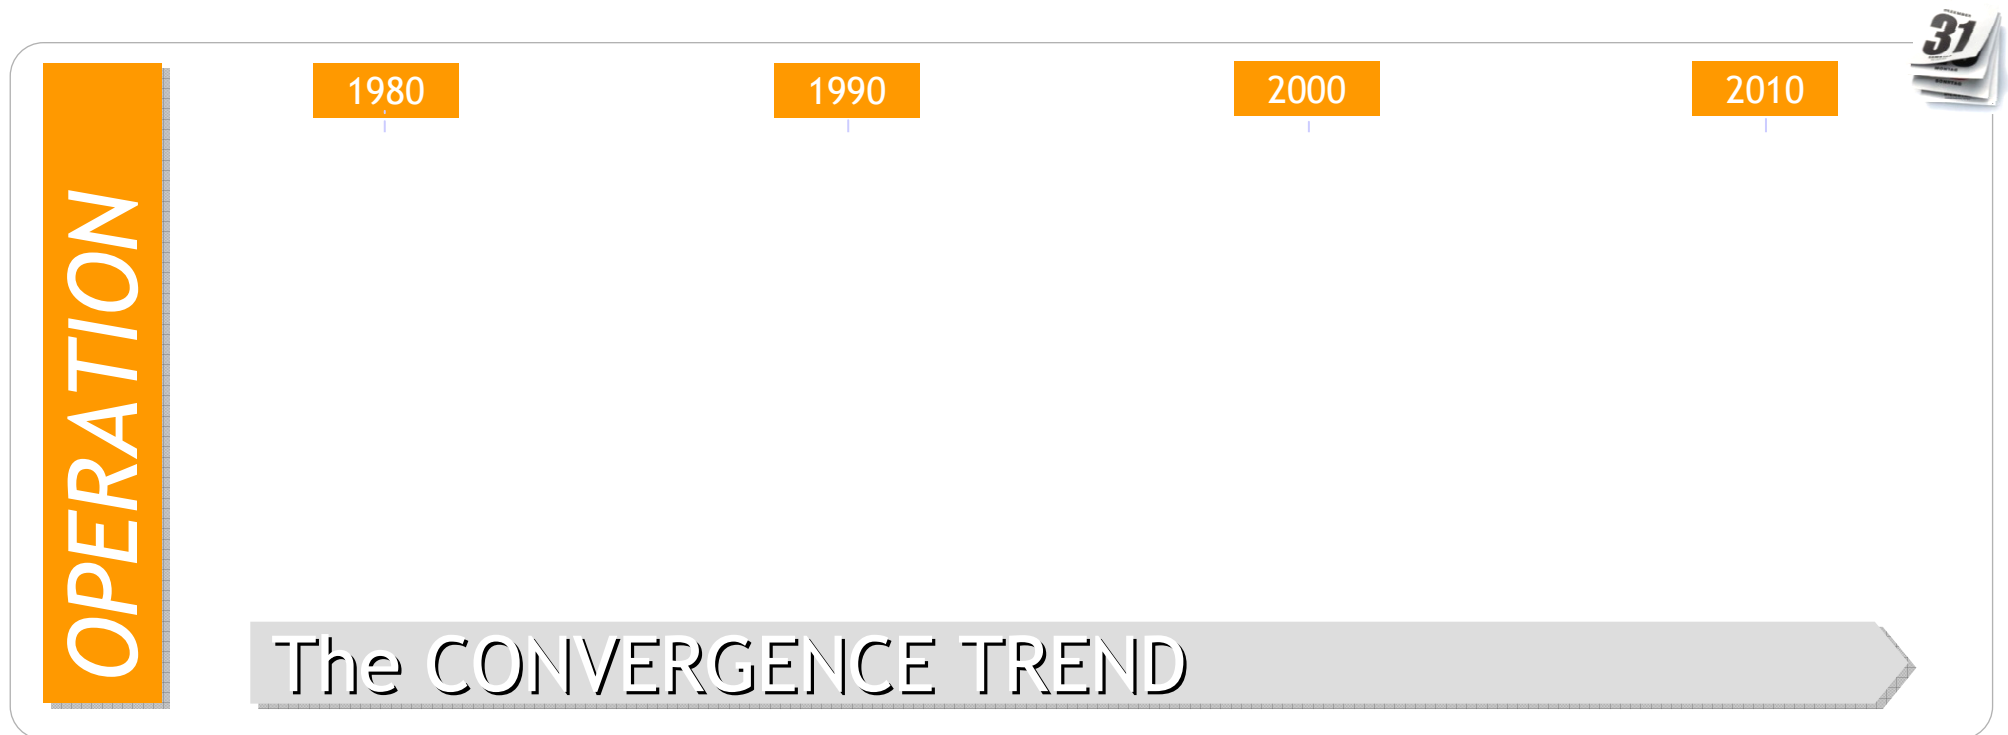 31
1980
1990
2000
2010
OPERATION
The CONVERGENCE TREND